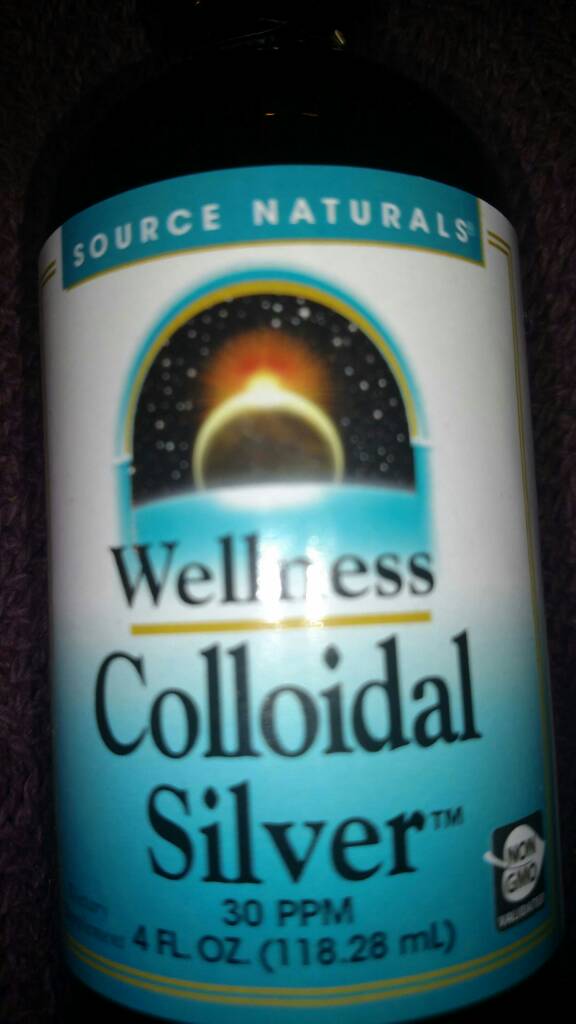 SOURCE NATURALS®
Wellness
Colloidal
Silver™
30 PPM
4 FL. OZ. (118.28 mL)
NON
GMO